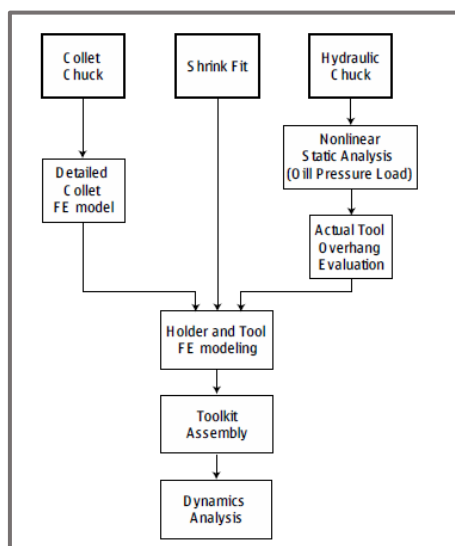 Collet
Chuck
Shrink Fit
Hydraulic
Chuck
Nonlinear
Static Analysis
(Oill Pressure Load)
Detailed
Collet
FE model
Actual Tool
Overhang
Evaluation
Holder and Tool
FE modeling
Toolkit
Assembly
Dynamics
Analysis